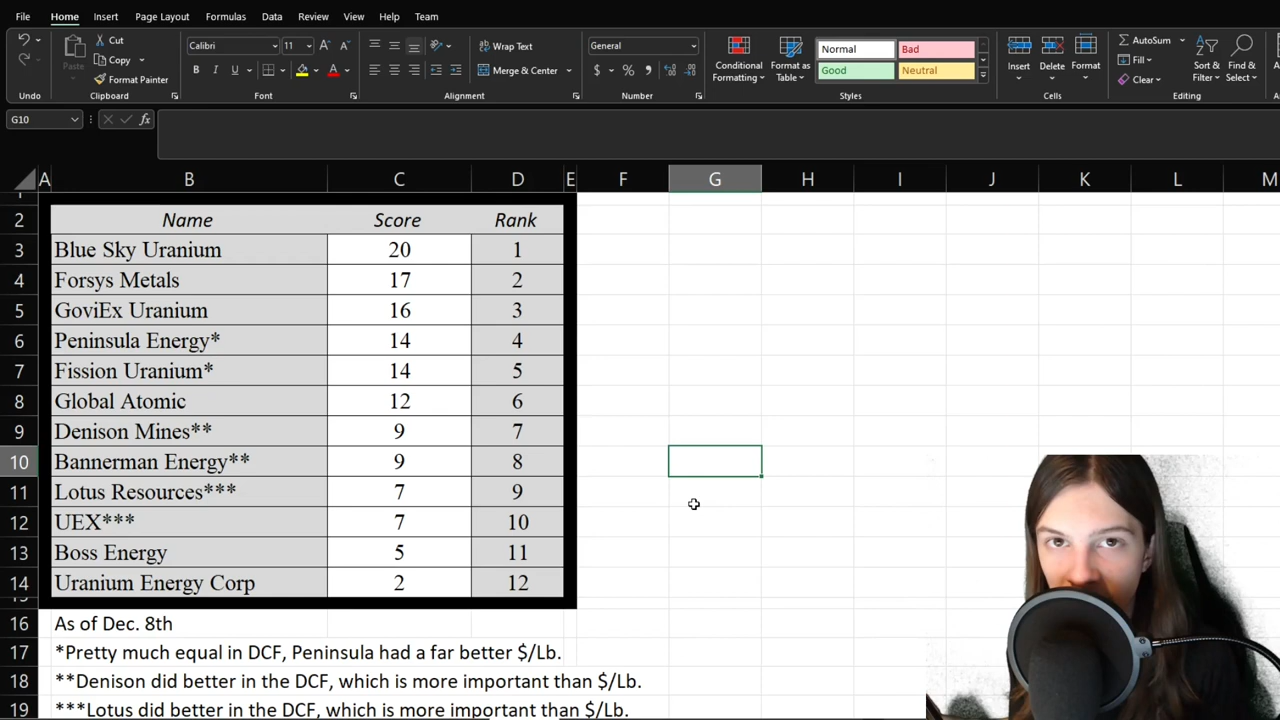 File Home Insert Page Layout Formulas Data Review View Help Team
Cut
Calibri 11 Wrap Text General Normal Bad AutoSum
Paste Copy Fill
Format Painter Merge & Center Conditional Formatting Format as Table Good Neutral Insert Delete Format Clear Sort & Filter Find & Select
Undo Clipboard Font Alignment Number Styles Cells Editing
G10 fx
A B C D E F G H I J K L M
2 Name Score Rank
3 Blue Sky Uranium 20 1
4 Forsys Metals 17 2
5 GoviEx Uranium 16 3
6 Peninsula Energy* 14 4
7 Fission Uranium* 14 5
8 Global Atomic 12 6
9 Denison Mines** 9 7
10 Bannerman Energy** 9 8
11 Lotus Resources*** 7 9
12 UEX*** 7 10
13 Boss Energy 5 11
14 Uranium Energy Corp 2 12
16 As of Dec. 8th
17 *Pretty much equal in DCF, Peninsula had a far better $/Lb.
18 **Denison did better in the DCF, which is more important than $/Lb.
19 ***Lotus did better in the DCF, which is more important than $/Lb.